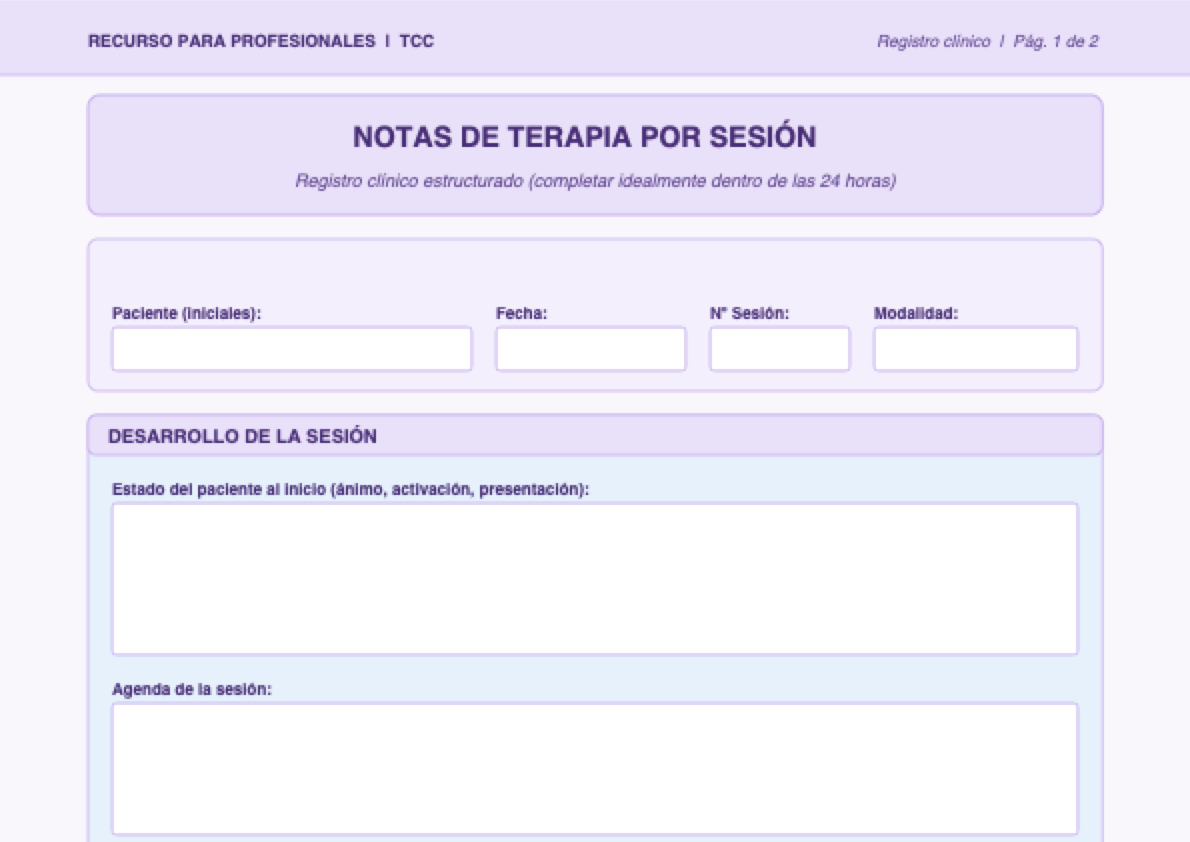 RECURSO PARA PROFESIONALES | TCC
Registro clínico | Pág. 1 de 2
NOTAS DE TERAPIA POR SESIÓN
Registro clínico estructurado (completar idealmente dentro de las 24 horas)
Paciente (iniciales):
Fecha:
N° Sesión:
Modalidad:
DESARROLLO DE LA SESIÓN
Estado del paciente al inicio (ánimo, activación, presentación):
Agenda de la sesión: